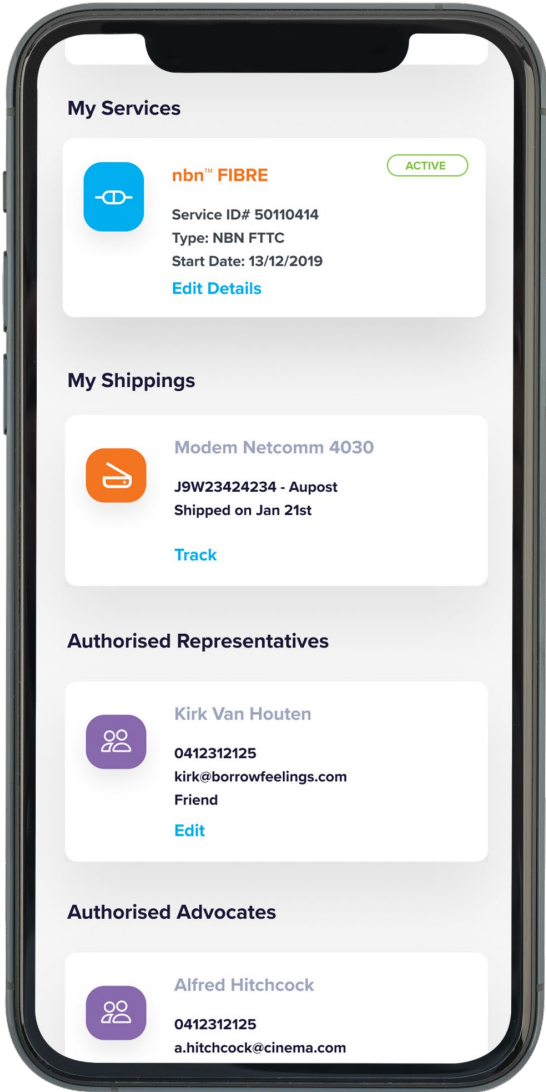 My Services
nbn™ FIBRE
ACTIVE
Service ID# 50110414
Type: NBN FTTC
Start Date: 13/12/2019
Edit Details
My Shippings
Modem Netcomm 4030
J9W23424234 - Aupost
Shipped on Jan 21st
Track
Authorised Representatives
Kirk Van Houten
0412312125
kirk@borrowfeelings.com
Friend
Edit
Authorised Advocates
Alfred Hitchcock
0412312125
a.hitchcock@cinema.com